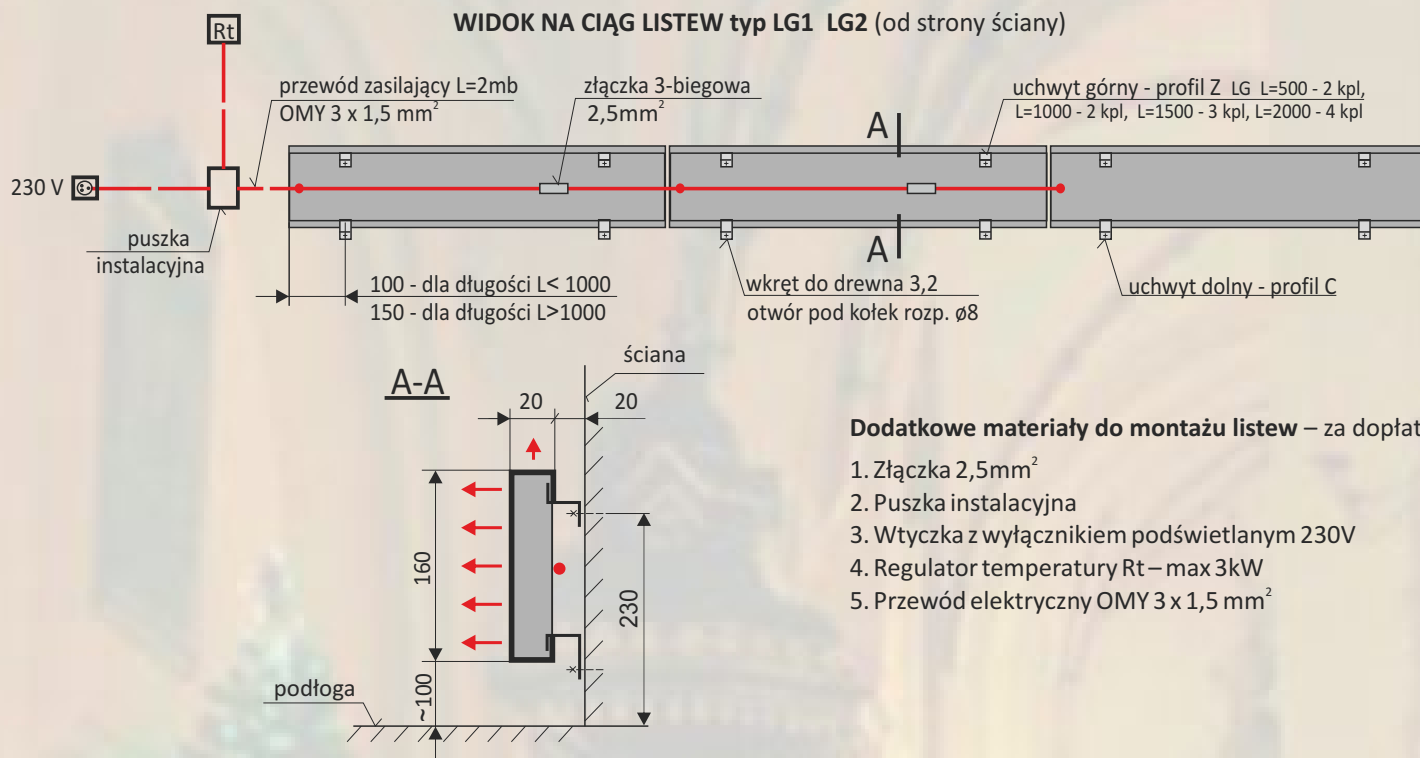 WIDOK NA CIĄG LISTEW typ LG1 LG2 (od strony ściany)
Rt
przewód zasilający L=2mb
OMY 3 x 1,5 mm²
złączka 3-biegowa
2,5mm²
uchwyt górny - profil Z LG L=500 - 2 kpl,
L=1000 - 2 kpl, L=1500 - 3 kpl, L=2000 - 4 kpl
A
230 V
puszka
instalacyjna
A
100 - dla długości L< 1000
150 - dla długości L>1000
wkręt do drewna 3,2
otwór pod kołek rozp. ø8
uchwyt dolny - profil C
A-A
ściana
20
20
160
230
~100
podłoga
Dodatkowe materiały do montażu listew – za dopłat
1. Złączka 2,5mm²
2. Puszka instalacyjna
3. Wtyczka z wyłącznikiem podświetlanym 230V
4. Regulator temperatury Rt – max 3kW
5. Przewód elektryczny OMY 3 x 1,5 mm²